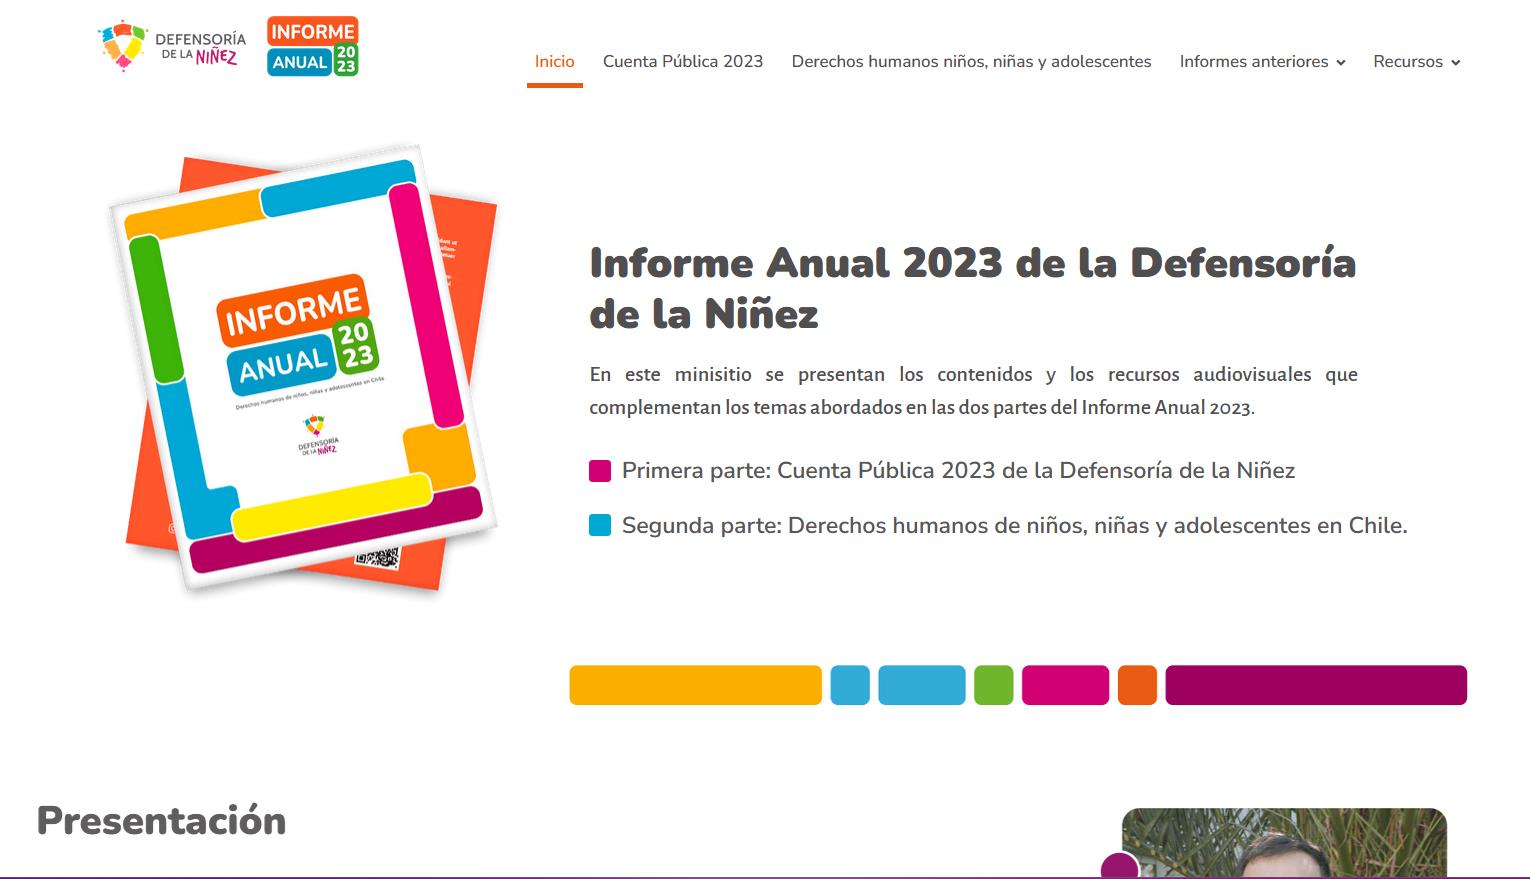 DEFENSORÍA
DE LA NIÑEZ
INFORME
ANUAL 20
23
Inicio
Cuenta Pública 2023
Derechos humanos niños, niñas y adolescentes
Informes anteriores
Recursos
INFORME
ANUAL 20
23
Derechos humanos de niños, niñas y adolescentes en Chile
DEFENSORÍA
DE LA NIÑEZ
Informe Anual 2023 de la Defensoría
de la Niñez
En este minisitio se presentan los contenidos y los recursos audiovisuales que
complementan los temas abordados en las dos partes del Informe Anual 2023.
Primera parte: Cuenta Pública 2023 de la Defensoría de la Niñez
Segunda parte: Derechos humanos de niños, niñas y adolescentes en Chile.
Presentación